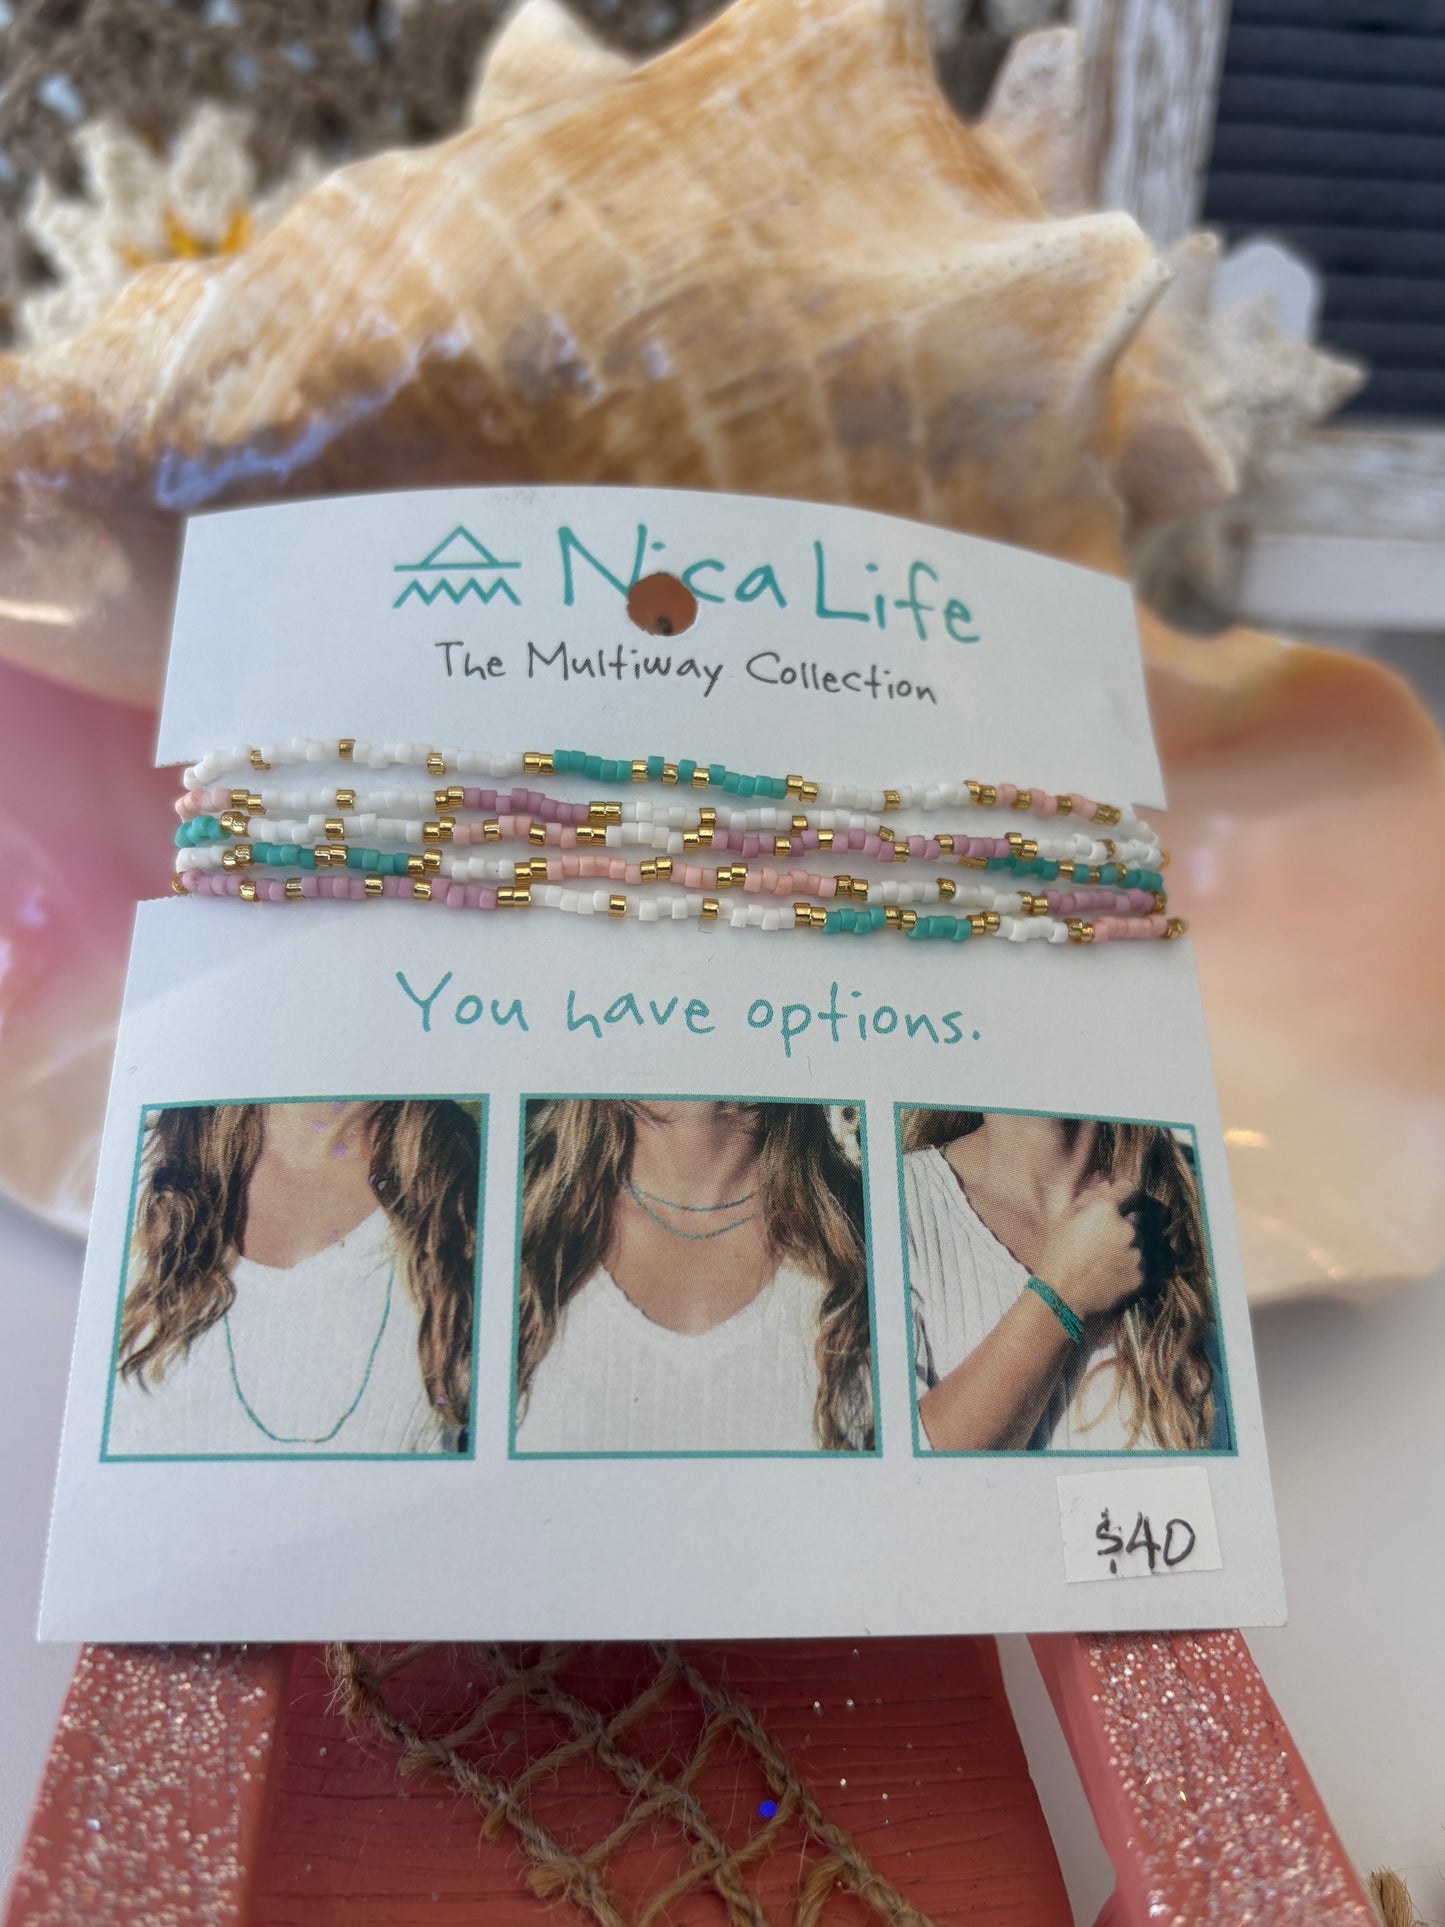 Nica Life
The Multiway Collection
You have options.
$40